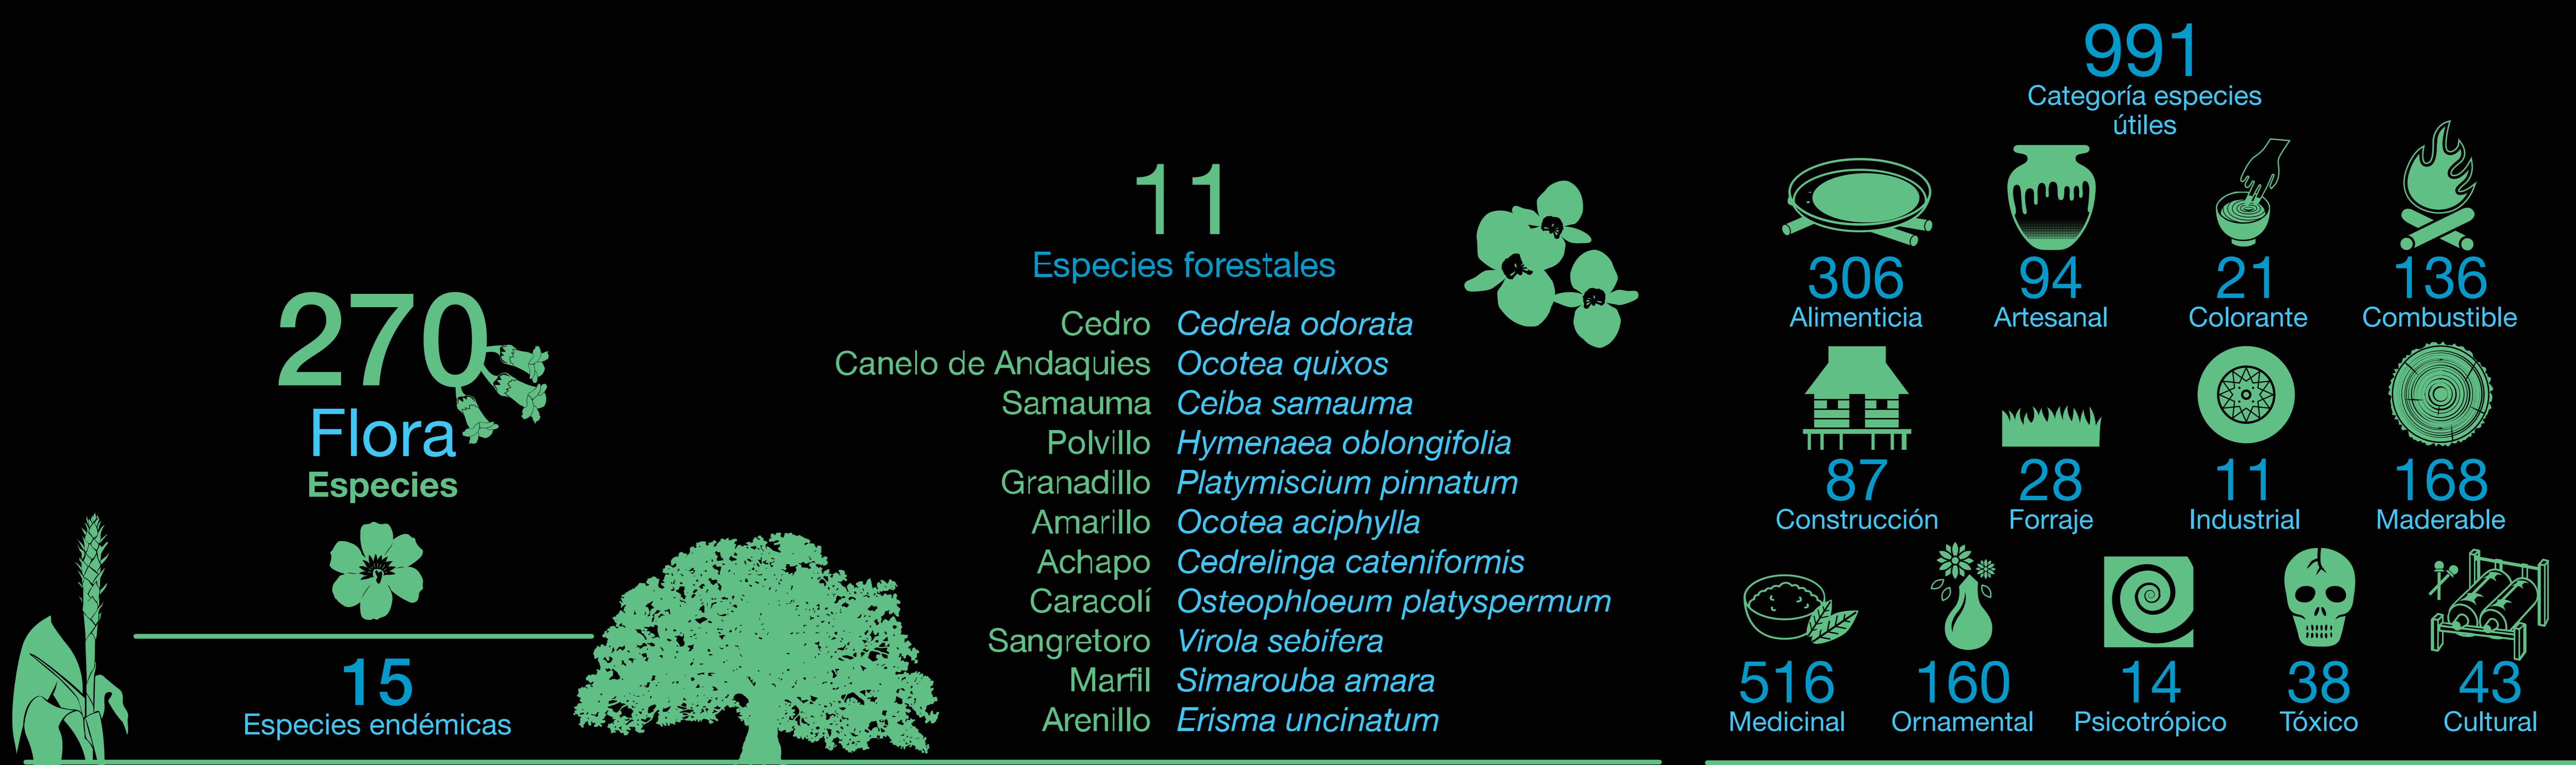 270
Flora
Especies
15
Especies endémicas
11
Especies forestales
Cedro Cedrela odorata
Canelo de Andaquies Ocotea quixos
Samauma Ceiba samauma
Polvillo Hymenaea oblongifolia
Granadillo Platymiscium pinnatum
Amarillo Ocotea aciphylla
Achapo Cedrelinga cateniformis
Caracolí Osteophloeum platyspermum
Sangretoro Virola sebifera
Marfil Simarouba amara
Arenillo Erisma uncinatum
991
Categoría especies
útiles
306 94 21 136
Alimenticia Artesanal Colorante Combustible
87 28 11 168
Construcción Forraje Industrial Maderable
516 160 14 38 43
Medicinal Ornamental Psicotrópico Tóxico Cultural